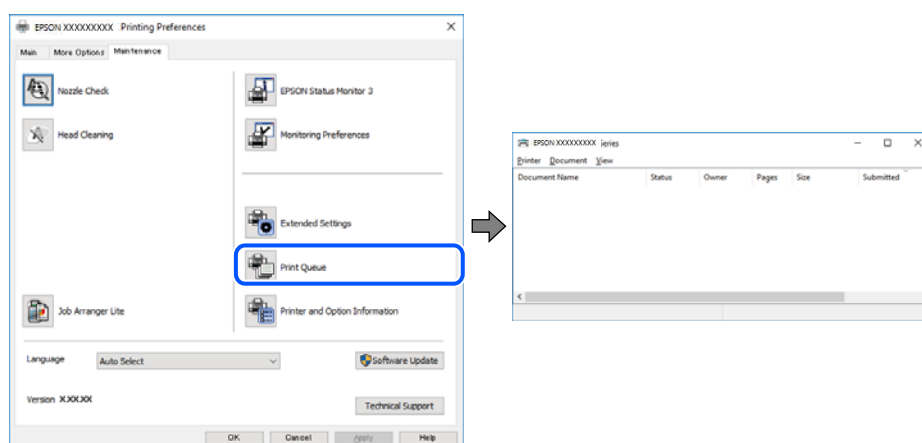 EPSON XXXXXXXXX Printing Preferences
Main More Options Maintenance
Nozzle Check
EPSON Status Monitor 3
Head Cleaning
Monitoring Preferences
Extended Settings
Print Queue
Job Arranger Lite
Printer and Option Information
Language Auto Select Software Update
Version X.XX.XX
Technical Support
OK Cancel Apply Help
EPSON XXXXXXXXX ieries
Printer Document View
Document Name Status Owner Pages Size Submitted